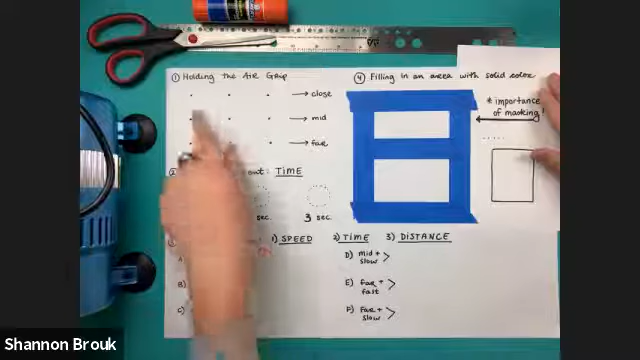 ① Holding the Air Grip
→ close
→ mid
→ far
out: TIME
sec.
3 sec.
1) SPEED 2) TIME 3) DISTANCE
A)
B)
C)
D) mid + slow >
E) far + fast >
F) far + slow >
④ Filling in an area with solid color
* importance
of masking!
Shannon Brouk